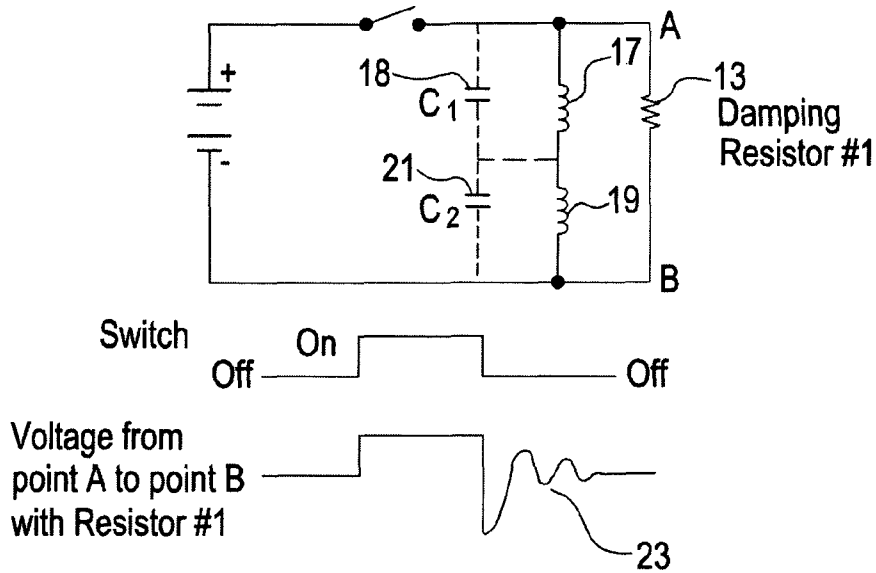 A
+
-
18
C1
17
13
Damping
Resistor #1
21
C2
19
B
Switch
Off
On
Off
Voltage from
point A to point B
with Resistor #1
23